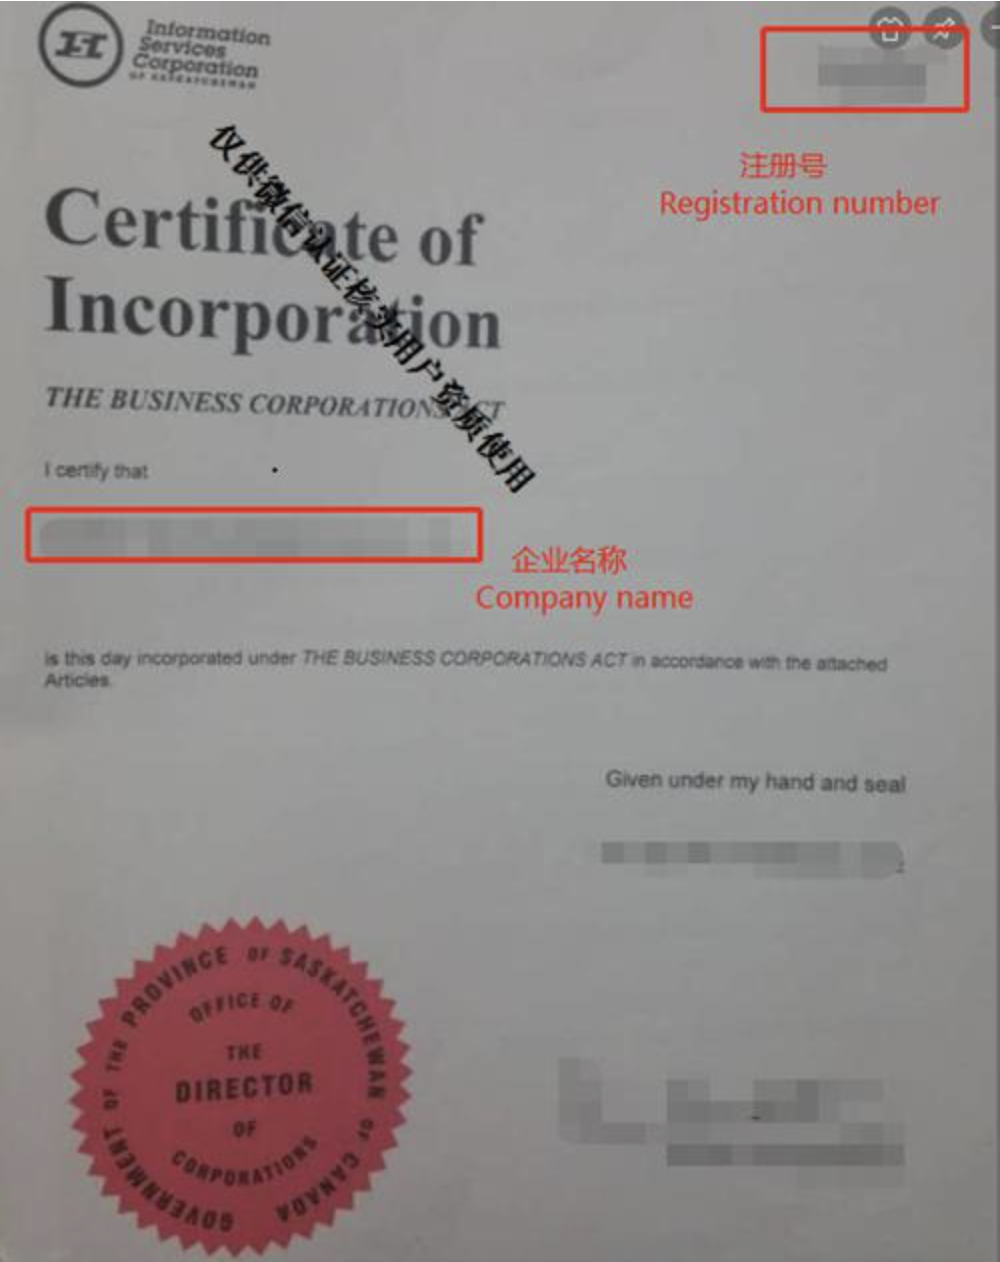 Information
Services
Corporation
OF SASKATCHEWAN
注册号
Registration number
仅供微信认证核实用户资质使用
Certificate of
Incorporation
THE BUSINESS CORPORATIONS ACT
I certify that
企业名称
Company name
is this day incorporated under THE BUSINESS CORPORATIONS ACT in accordance with the attached
Articles.
Given under my hand and seal
GOVERNMENT OF THE PROVINCE OF SASKATCHEWAN OF CANADA
OFFICE OF
THE
DIRECTOR
OF
CORPORATIONS